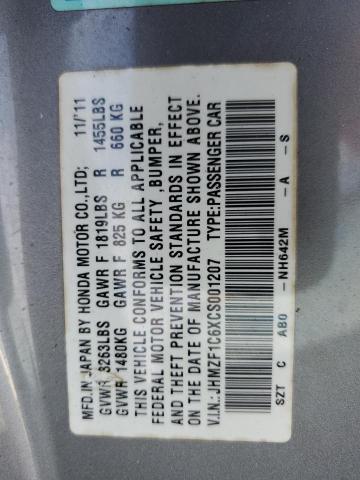 MFD.IN JAPAN BY HONDA MOTOR CO.,LTD; 11/'11
GVWR 3263LBS GAWR F 1819LBS R 1455LBS
GVWR 1480KG GAWR F 825 KG R 660 KG
THIS VEHICLE CONFORMS TO ALL APPLICABLE
FEDERAL MOTOR VEHICLE SAFETY ,BUMPER,
AND THEFT PREVENTION STANDARDS IN EFFECT
ON THE DATE OF MANUFACTURE SHOWN ABOVE.
V.I.N.: JHMZF1C6XCS001207 TYPE:PASSENGER CAR
SZT C AB0 -NH642M -A -S